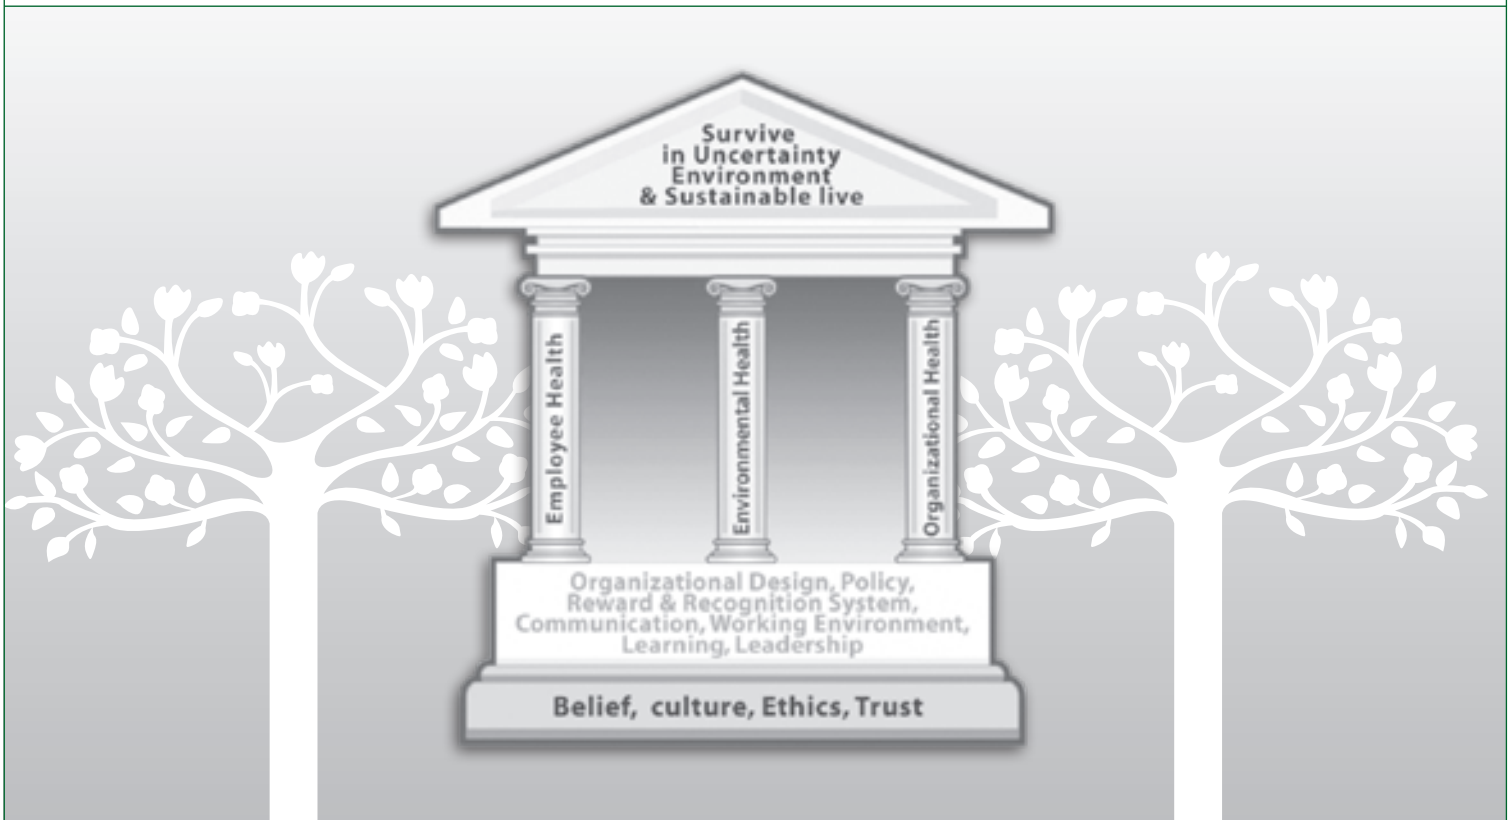 Survive
in Uncertainty
Environment
& Sustainable live
Employee Health
Environmental Health
Organizational Health
Organizational Design, Policy,
Reward & Recognition System,
Communication, Working Environment,
Learning, Leadership
Belief, culture, Ethics, Trust